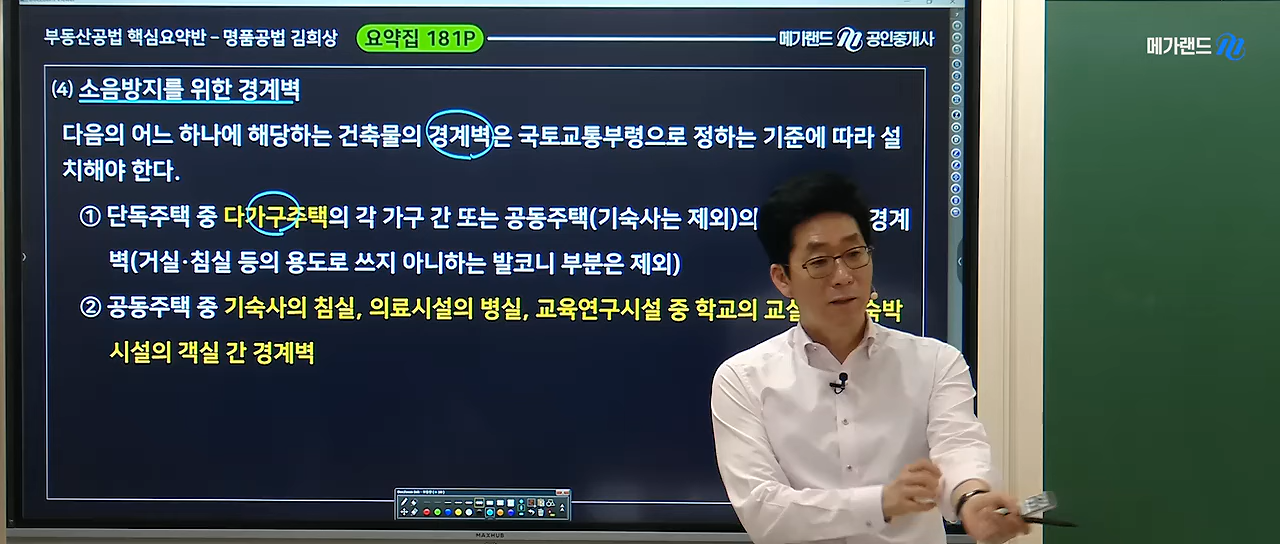 부동산공법 핵심요약반 – 명품공법 김희상
요약집 181P
메가랜드 공인중개사
메가랜드
(4) 소음방지를 위한 경계벽
다음의 어느 하나에 해당하는 건축물의 경계벽은 국토교통부령으로 정하는 기준에 따라 설
치해야 한다.
① 단독주택 중 다가구주택의 각 가구 간 또는 공동주택(기숙사는 제외)의 경계
벽(거실·침실 등의 용도로 쓰지 아니하는 발코니 부분은 제외)
② 공동주택 중 기숙사의 침실, 의료시설의 병실, 교육연구시설 중 학교의 교실 숙박
시설의 객실 간 경계벽
MAXHUB